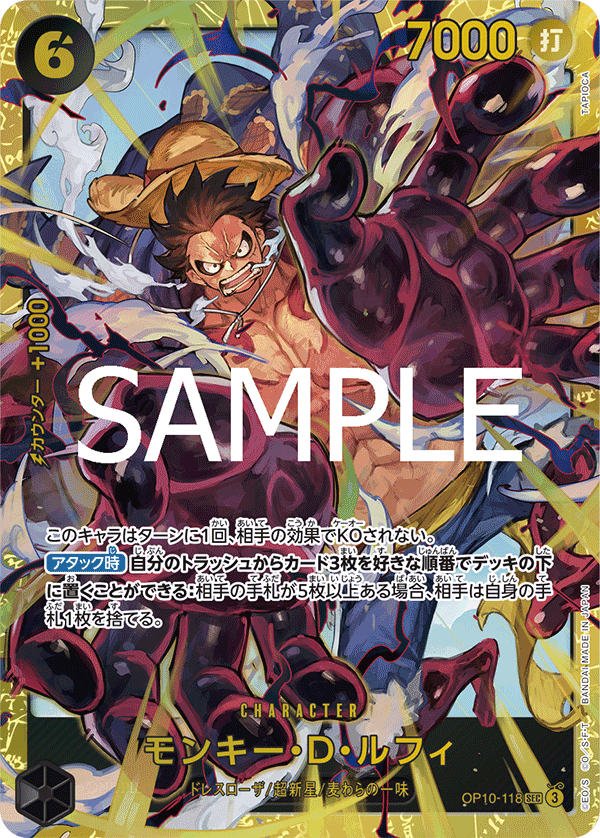 6
7000
打
TAPIOCA
カウンター +1000
SAMPLE
このキャラはターンに1回、相手の効果でKOされない。
アタック時 自分のトラッシュからカード3枚を好きな順番でデッキの下
に置くことができる：相手の手札が5枚以上ある場合、相手は自身の手
札1枚を捨てる。
CHARACTER
モンキー・D・ルフィ
ドレスローザ/超新星/麦わらの一味
OP10-118 SEC 3
©E.O/S ©O/S.F.T BANDAI MADE IN JAPAN